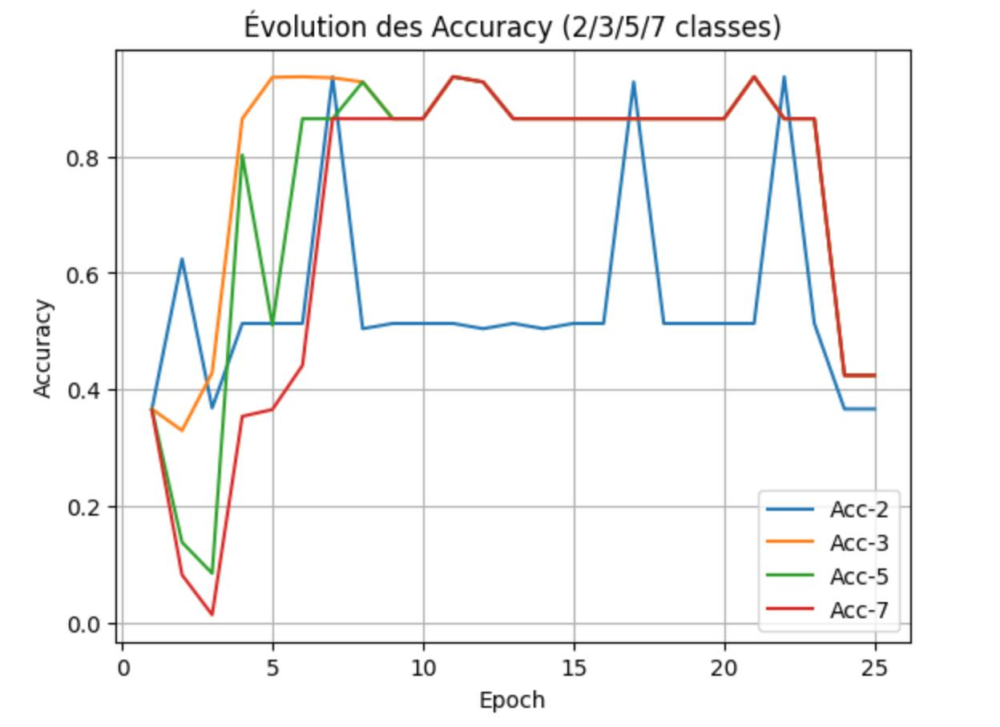 Évolution des Accuracy (2/3/5/7 classes)
0.8
0.6
0.4
0.2
0.0
Accuracy
Acc-2
Acc-3
Acc-5
Acc-7
0 5 10 15 20 25
Epoch